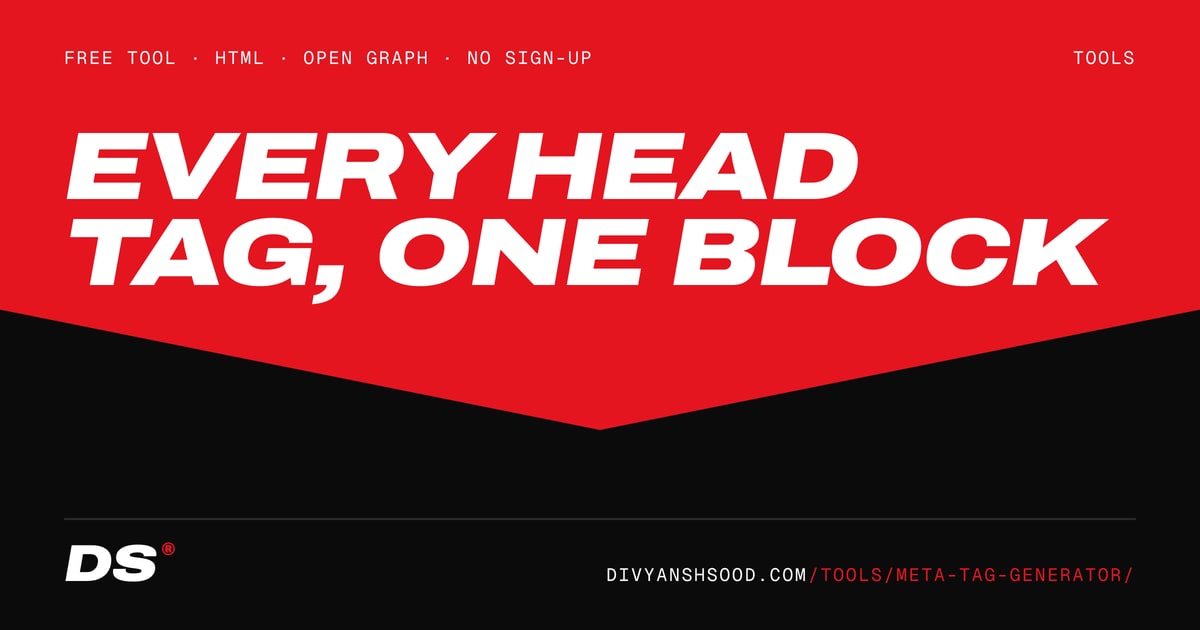 FREE TOOL · HTML · OPEN GRAPH · NO SIGN-UP
TOOLS
EVERY HEAD
TAG, ONE BLOCK
DS®
DIVYANSHSOOD.COM/TOOLS/META-TAG-GENERATOR/